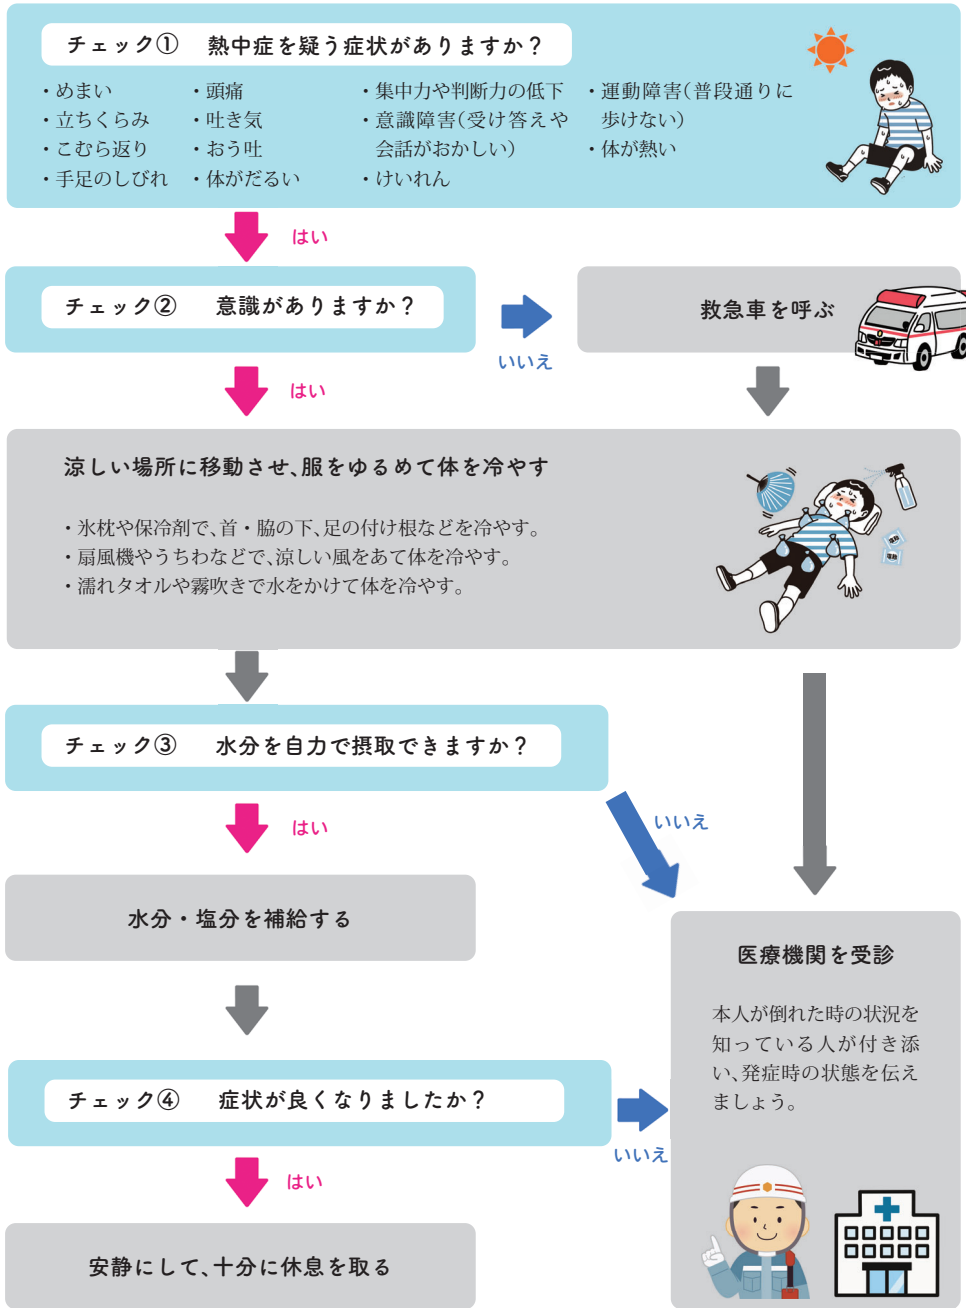 チェック① 熱中症を疑う症状がありますか？
・めまい
・立ちくらみ
・こむら返り
・手足のしびれ
・頭痛
・吐き気
・おう吐
・体がだるい
・集中力や判断力の低下
・意識障害（受け答えや
会話がおかしい）
・けいれん
・運動障害（普段通りに
歩けない）
・体が熱い
はい
チェック② 意識がありますか？
いいえ
救急車を呼ぶ
はい
涼しい場所に移動させ、服をゆるめて体を冷やす
・氷枕や保冷剤で、首・脇の下、足の付け根などを冷やす。
・扇風機やうちわなどで、涼しい風をあて体を冷やす。
・濡れタオルや霧吹きで水をかけて体を冷やす。
チェック③ 水分を自力で摂取できますか？
はい
いいえ
水分・塩分を補給する
チェック④ 症状が良くなりましたか？
いいえ
はい
安静にして、十分に休息を取る
医療機関を受診
本人が倒れた時の状況を
知っている人が付き添
い、発症時の状態を伝え
ましょう。